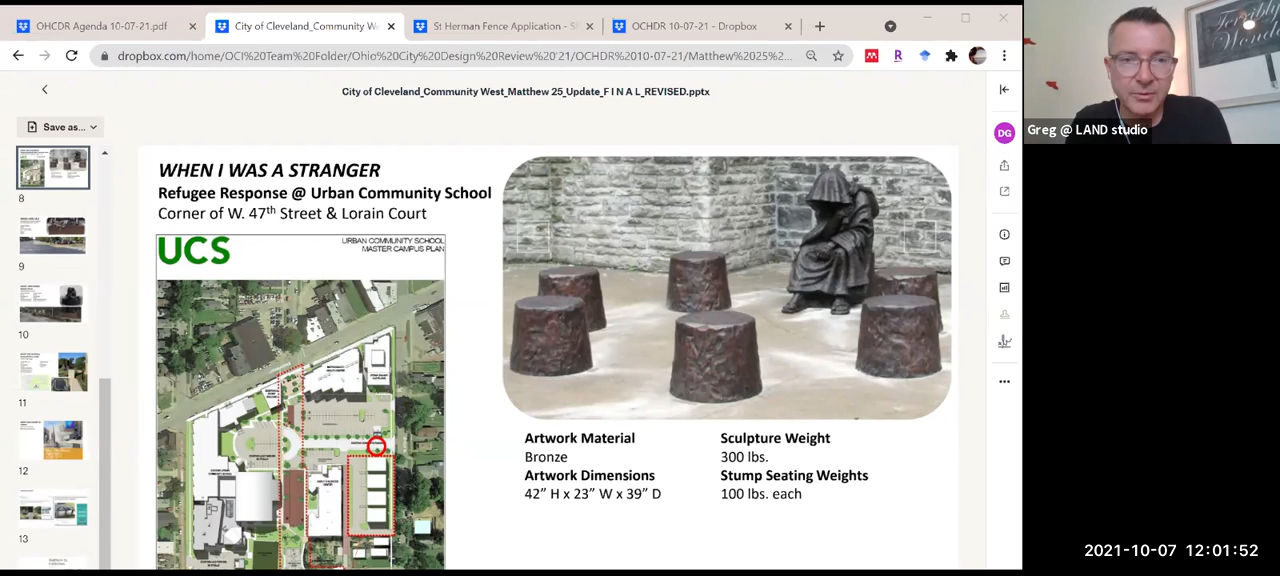 OHCDR Agenda 10-07-21.pdf
City of Cleveland_Community We
St Herman Fence Application - S
OCHDR 10-07-21 - Dropbox
dropbox.com/home/OCI%20Team%20Folder/Ohio%20City%20Design%20Review%20'21/OCHDR%2010-07-21/Matthew%2025%...
City of Cleveland_Community West_Matthew 25_Update_F I N A L_REVISED.pptx
Save as...
DG
8
9
10
11
12
13
WHEN I WAS A STRANGER
Refugee Response @ Urban Community School
Corner of W. 47th Street & Lorain Court
UCS
URBAN COMMUNITY SCHOOL
MASTER CAMPUS PLAN
Artwork Material
Bronze
Artwork Dimensions
42” H x 23” W x 39” D
Sculpture Weight
300 lbs.
Stump Seating Weights
100 lbs. each
Greg @ LAND studio
2021-10-07 12:01:52